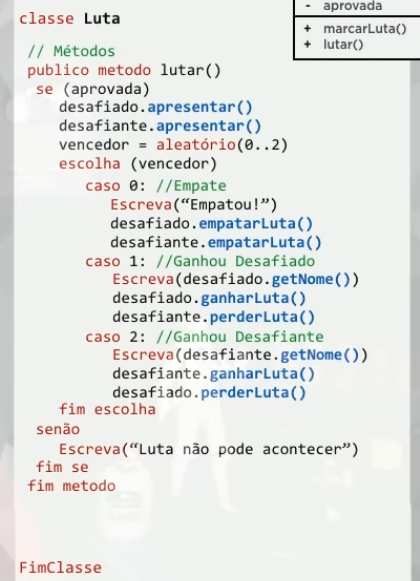 - aprovada
+ marcarLuta()
+ lutar()
classe Luta
// Métodos
publico metodo lutar()
se (aprovada)
desafiado.apresentar()
desafiante.apresentar()
vencedor = aleatório(0..2)
escolha (vencedor)
caso 0: //Empate
Escreva(“Empatou!”)
desafiado.empatarLuta()
desafiante.empatarLuta()
caso 1: //Ganhou Desafiado
Escreva(desafiado.getNome())
desafiado.ganharLuta()
desafiante.perderLuta()
caso 2: //Ganhou Desafiante
Escreva(desafiante.getNome())
desafiante.ganharLuta()
desafiado.perderLuta()
fim escolha
senão
Escreva(“Luta não pode acontecer”)
fim se
fim metodo
FimClasse